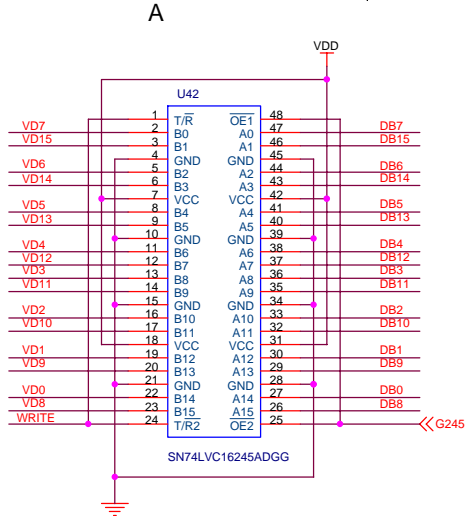 A
VDD
U42
1 T/R OE1 48
VD7 2 B0 A0 47 DB7
VD15 3 B1 A1 46 DB15
4 GND GND 45
VD6 5 B2 A2 44 DB6
VD14 6 B3 A3 43 DB14
7 VCC VCC 42
VD5 8 B4 A4 41 DB5
VD13 9 B5 A5 40 DB13
10 GND GND 39
VD4 11 B6 A6 38 DB4
VD12 12 B7 A7 37 DB12
VD3 13 B8 A8 36 DB3
VD11 14 B9 A9 35 DB11
15 GND GND 34
VD2 16 B10 A10 33 DB2
VD10 17 B11 A11 32 DB10
18 VCC VCC 31
VD1 19 B12 A12 30 DB1
VD9 20 B13 A13 29 DB9
21 GND GND 28
VD0 22 B14 A14 27 DB0
VD8 23 B15 A15 26 DB8
WRITE 24 T/R2 OE2 25 G245
SN74LVC16245ADGG